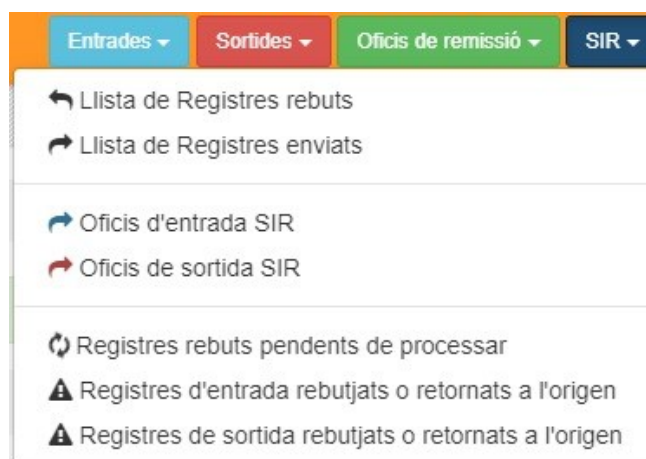 Entrades Sortides Oficis de remissió SIR
Llista de Registres rebuts
Llista de Registres enviats
Oficis d'entrada SIR
Oficis de sortida SIR
Registres rebuts pendents de processar
Registres d'entrada rebutjats o retornats a l'origen
Registres de sortida rebutjats o retornats a l'origen